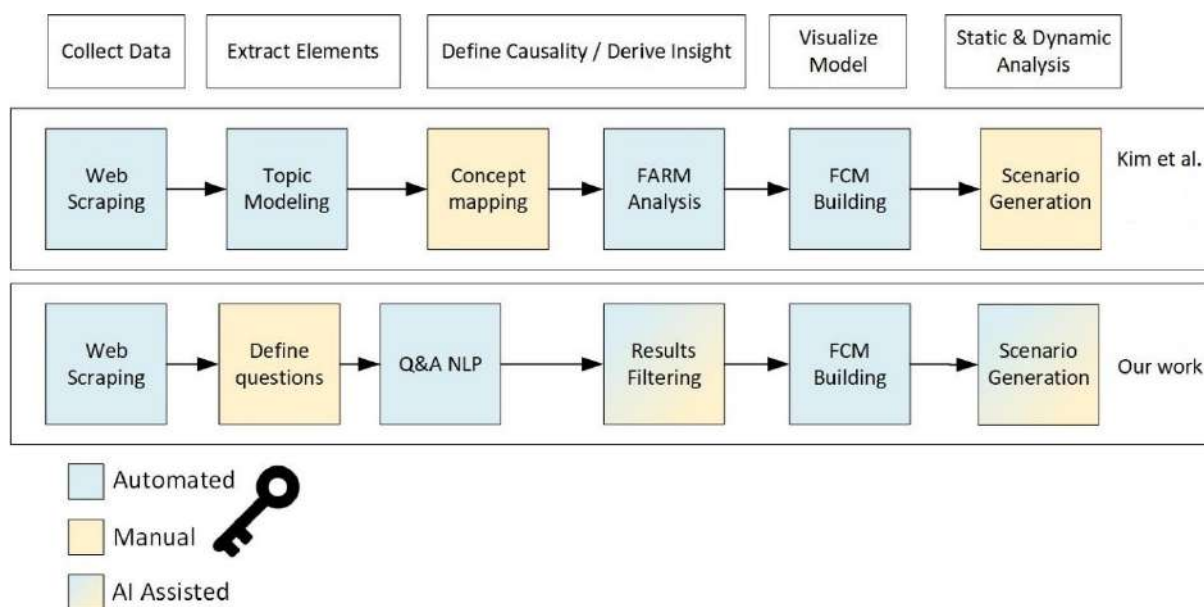 Collect Data
Extract Elements
Define Causality / Derive Insight
Visualize
Model
Static & Dynamic
Analysis
Web
Scraping
Topic
Modeling
Concept
mapping
FARM
Analysis
FCM
Building
Scenario
Generation
Kim et al.
Web
Scraping
Define
questions
Q&A NLP
Results
Filtering
FCM
Building
Scenario
Generation
Our work
Automated
Manual
AI Assisted